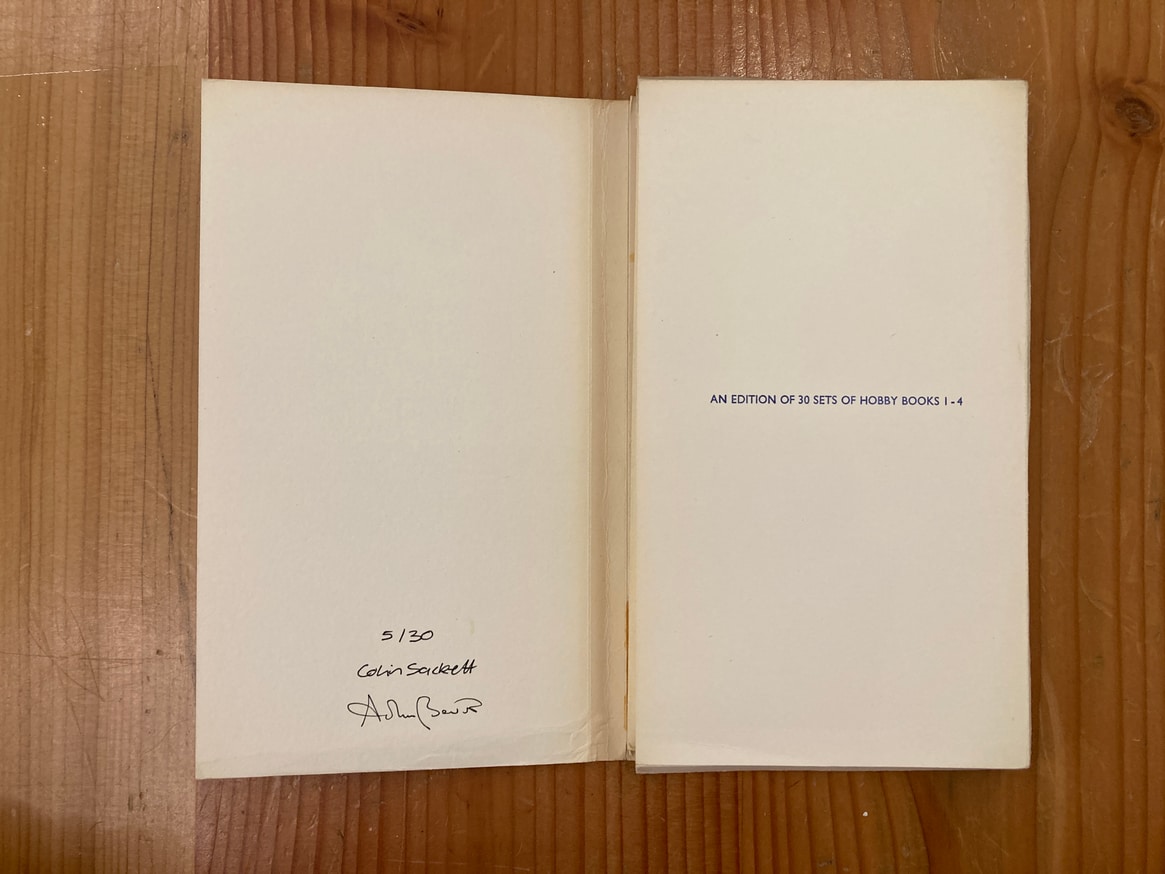 5/30
Colin Sackett
AN EDITION OF 30 SETS OF HOBBY BOOKS 1-4